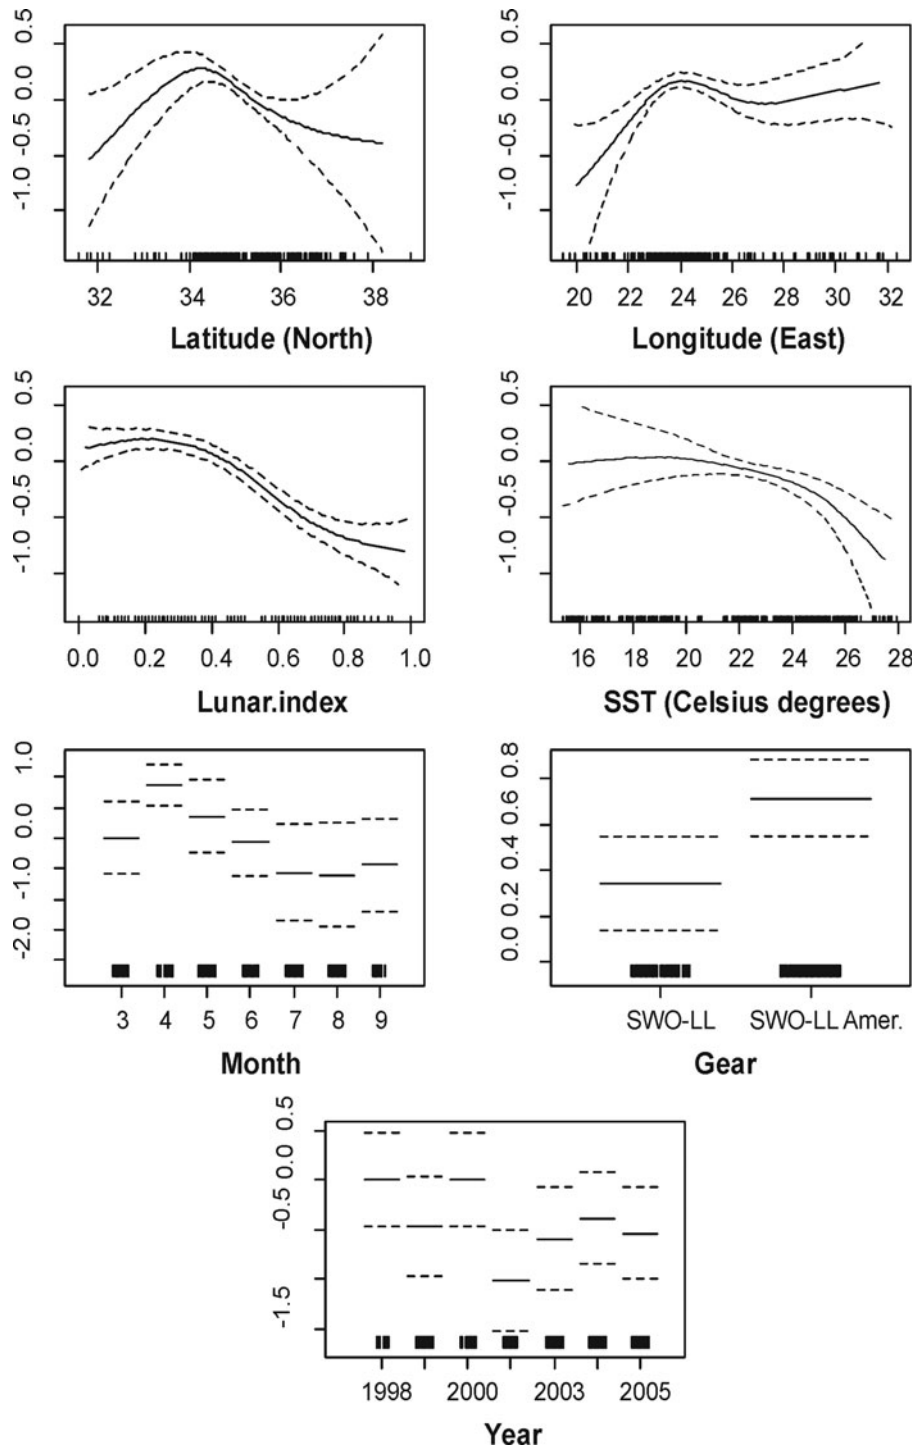 0.5
0.0
-0.5
-1.0
32 34 36 38
Latitude (North)
0.5
0.0
-0.5
-1.0
20 22 24 26 28 30 32
Longitude (East)
0.5
0.0
-0.5
-1.0
0.0 0.2 0.4 0.6 0.8 1.0
Lunar.index
0.5
0.0
-0.5
-1.0
16 18 20 22 24 26 28
SST (Celsius degrees)
1.0
0.0
-1.0
-2.0
3 4 5 6 7 8 9
Month
0.8
0.6
0.4
0.2
0.0
SWO-LL SWO-LL Amer.
Gear
0.5
0.0
-0.5
-1.5
1998 2000 2003 2005
Year